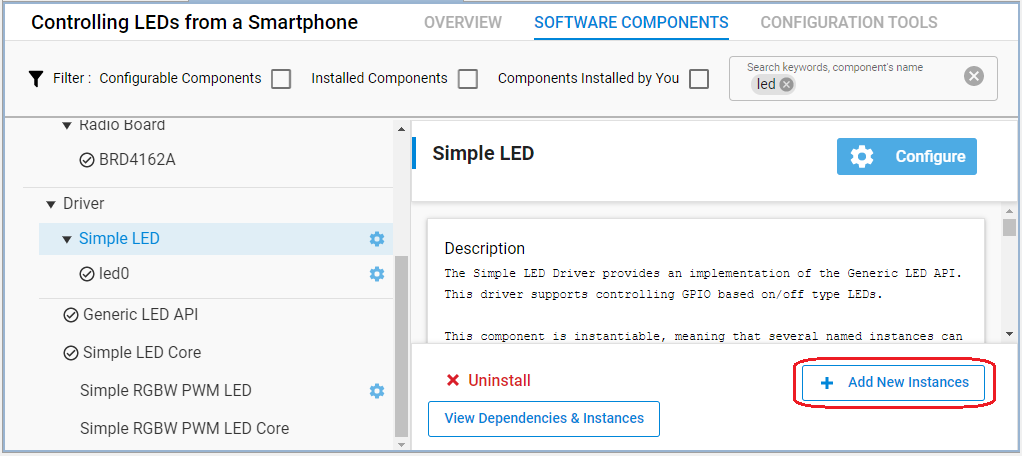 Controlling LEDs from a Smartphone
OVERVIEW
SOFTWARE COMPONENTS
CONFIGURATION TOOLS
Filter :
Configurable Components
Installed Components
Components Installed by You
Search keywords, component's name
led
Radio Board
BRD4162A
Driver
Simple LED
led0
Generic LED API
Simple LED Core
Simple RGBW PWM LED
Simple RGBW PWM LED Core
Simple LED
Configure
Description
The Simple LED Driver provides an implementation of the Generic LED API.
This driver supports controlling GPIO based on/off type LEDs.
This component is instantiable, meaning that several named instances can
Uninstall
Add New Instances
View Dependencies & Instances